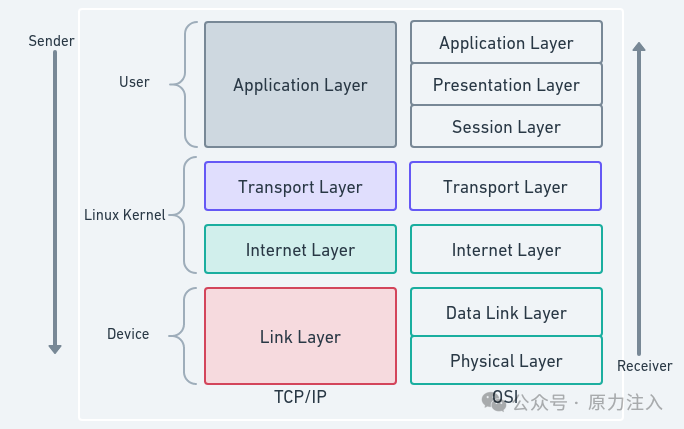 Sender
User
Application Layer
Application Layer
Presentation Layer
Session Layer
Linux Kernel
Transport Layer
Transport Layer
Internet Layer
Internet Layer
Device
Link Layer
Data Link Layer
Physical Layer
Receiver
TCP/IP
OSI
公众号 · 原力注入